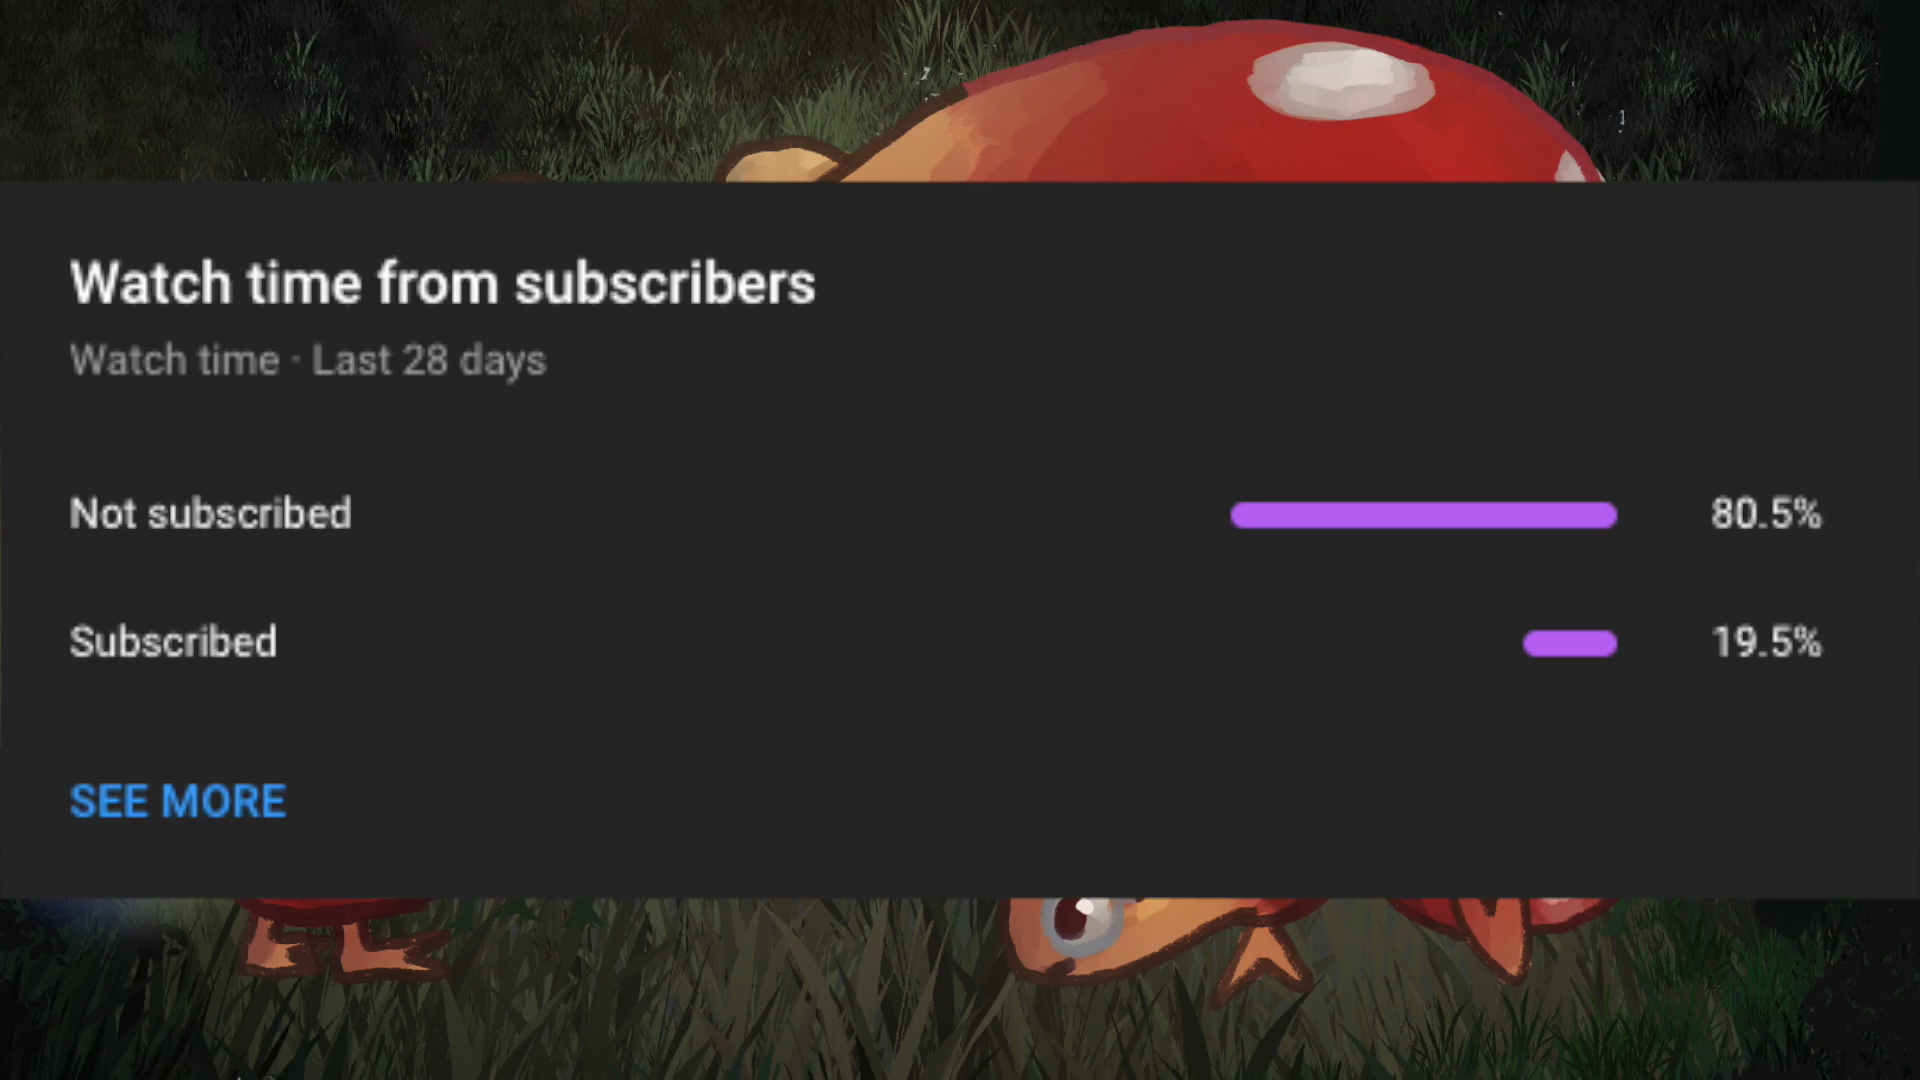 Watch time from subscribers
Watch time · Last 28 days
Not subscribed 80.5%
Subscribed 19.5%
SEE MORE